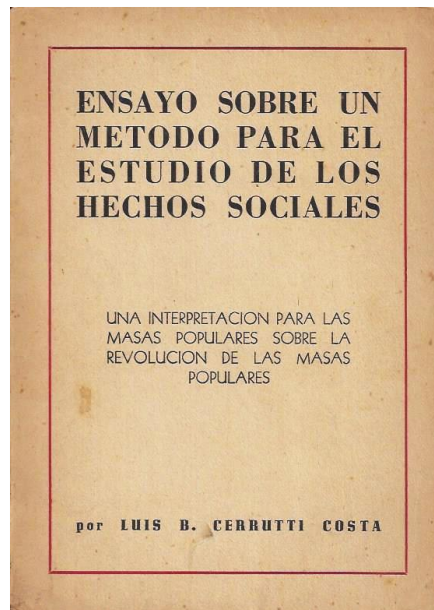 ENSAYO SOBRE UN
METODO PARA EL
ESTUDIO DE LOS
HECHOS SOCIALES
UNA INTERPRETACION PARA LAS
MASAS POPULARES SOBRE LA
REVOLUCION DE LAS MASAS
POPULARES
por LUIS B. CERRUTTI COSTA